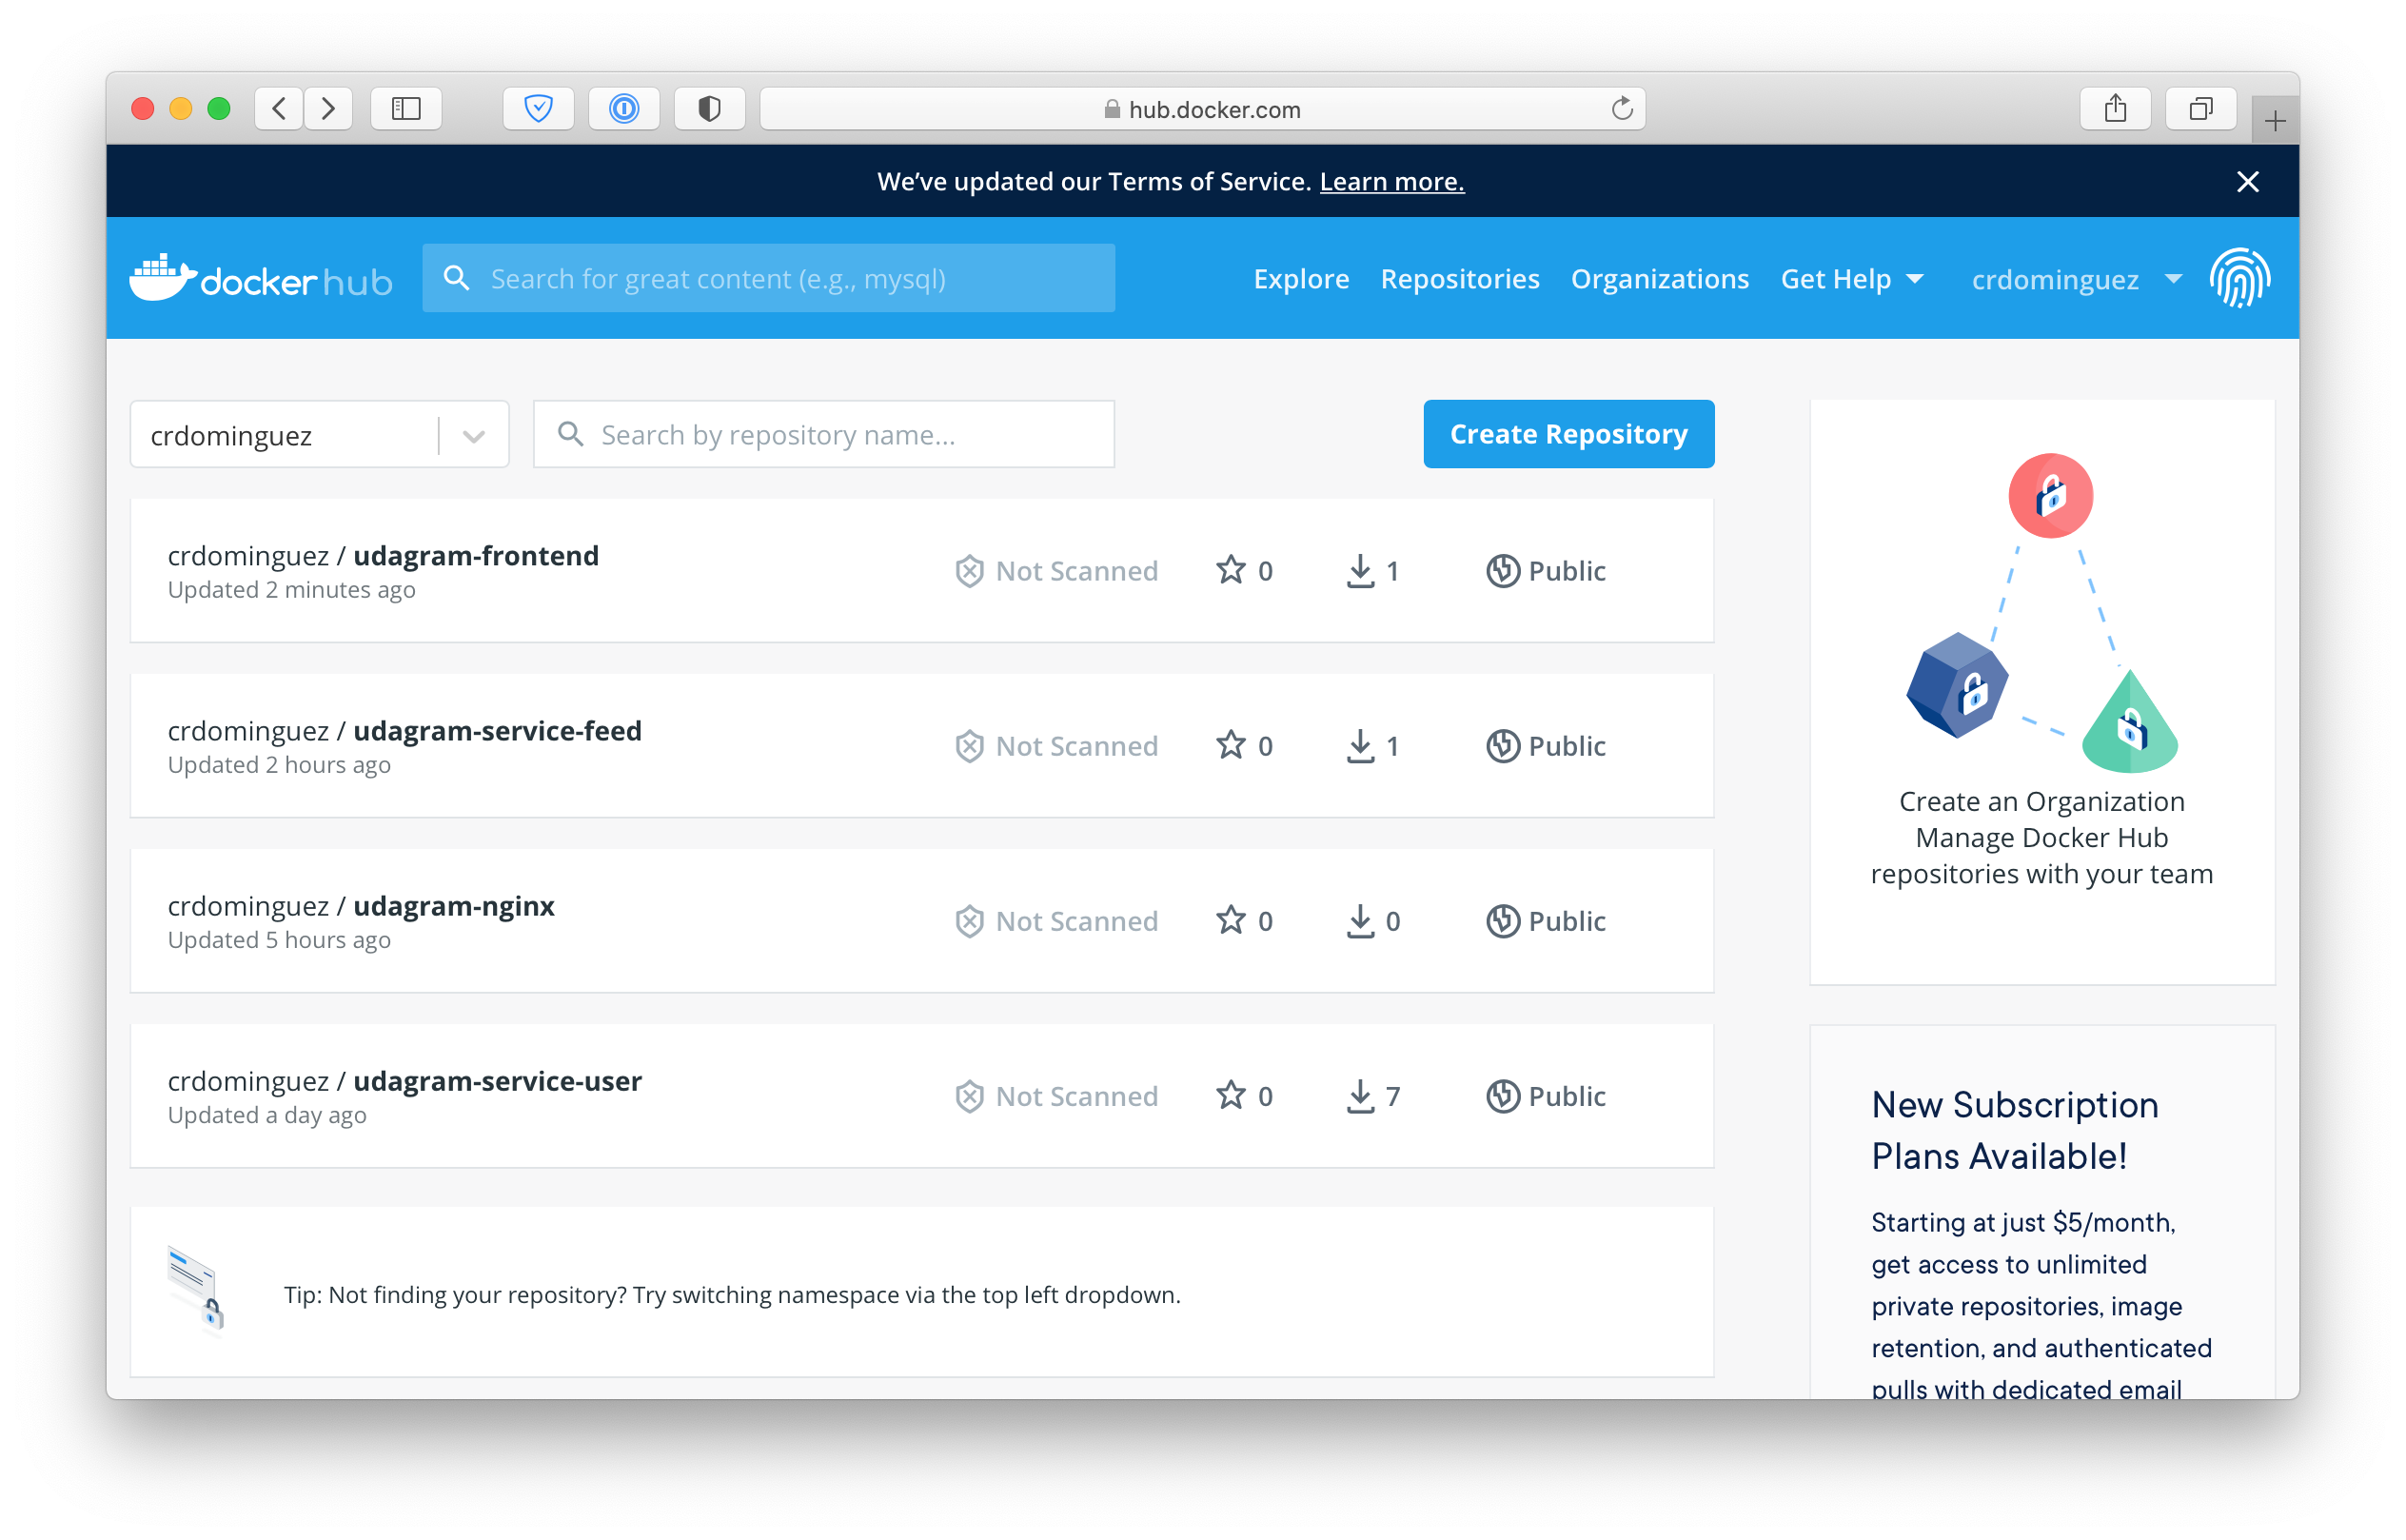 hub.docker.com
We’ve updated our Terms of Service. Learn more.
docker hub
Search for great content (e.g., mysql)
Explore
Repositories
Organizations
Get Help
crdominguez
crdominguez
Search by repository name...
Create Repository
crdominguez / udagram-frontend
Updated 2 minutes ago
Not Scanned
0
1
Public
crdominguez / udagram-service-feed
Updated 2 hours ago
Not Scanned
0
1
Public
crdominguez / udagram-nginx
Updated 5 hours ago
Not Scanned
0
0
Public
crdominguez / udagram-service-user
Updated a day ago
Not Scanned
0
7
Public
Tip: Not finding your repository? Try switching namespace via the top left dropdown.
Create an Organization
Manage Docker Hub
repositories with your team
New Subscription
Plans Available!
Starting at just $5/month,
get access to unlimited
private repositories, image
retention, and authenticated
pulls with dedicated email